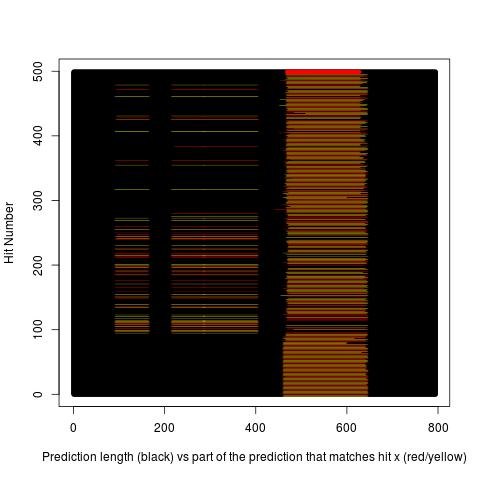 Hit Number
500
400
300
200
100
0
0 200 400 600 800
Prediction length (black) vs part of the prediction that matches hit x (red/yellow)